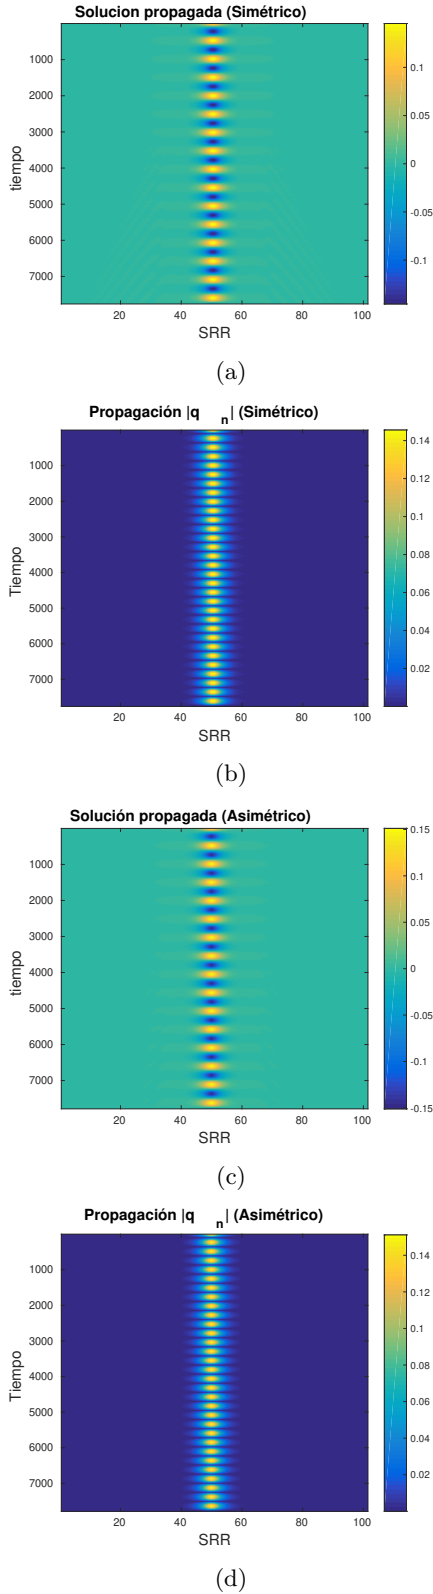 Solucion propagada (Simétrico)
1000
2000
3000
4000
5000
6000
7000
tiempo
20 40 60 80 100
SRR
0.1
0.05
0
-0.05
-0.1
(a)
Propagación |q n| (Simétrico)
1000
2000
3000
4000
5000
6000
7000
Tiempo
20 40 60 80 100
SRR
0.14
0.12
0.1
0.08
0.06
0.04
0.02
(b)
Solución propagada (Asimétrico)
1000
2000
3000
4000
5000
6000
7000
tiempo
20 40 60 80 100
SRR
0.15
0.1
0.05
0
-0.05
-0.1
-0.15
(c)
Propagación |q n| (Asimétrico)
1000
2000
3000
4000
5000
6000
7000
Tiempo
20 40 60 80 100
SRR
0.14
0.12
0.1
0.08
0.06
0.04
0.02
(d)